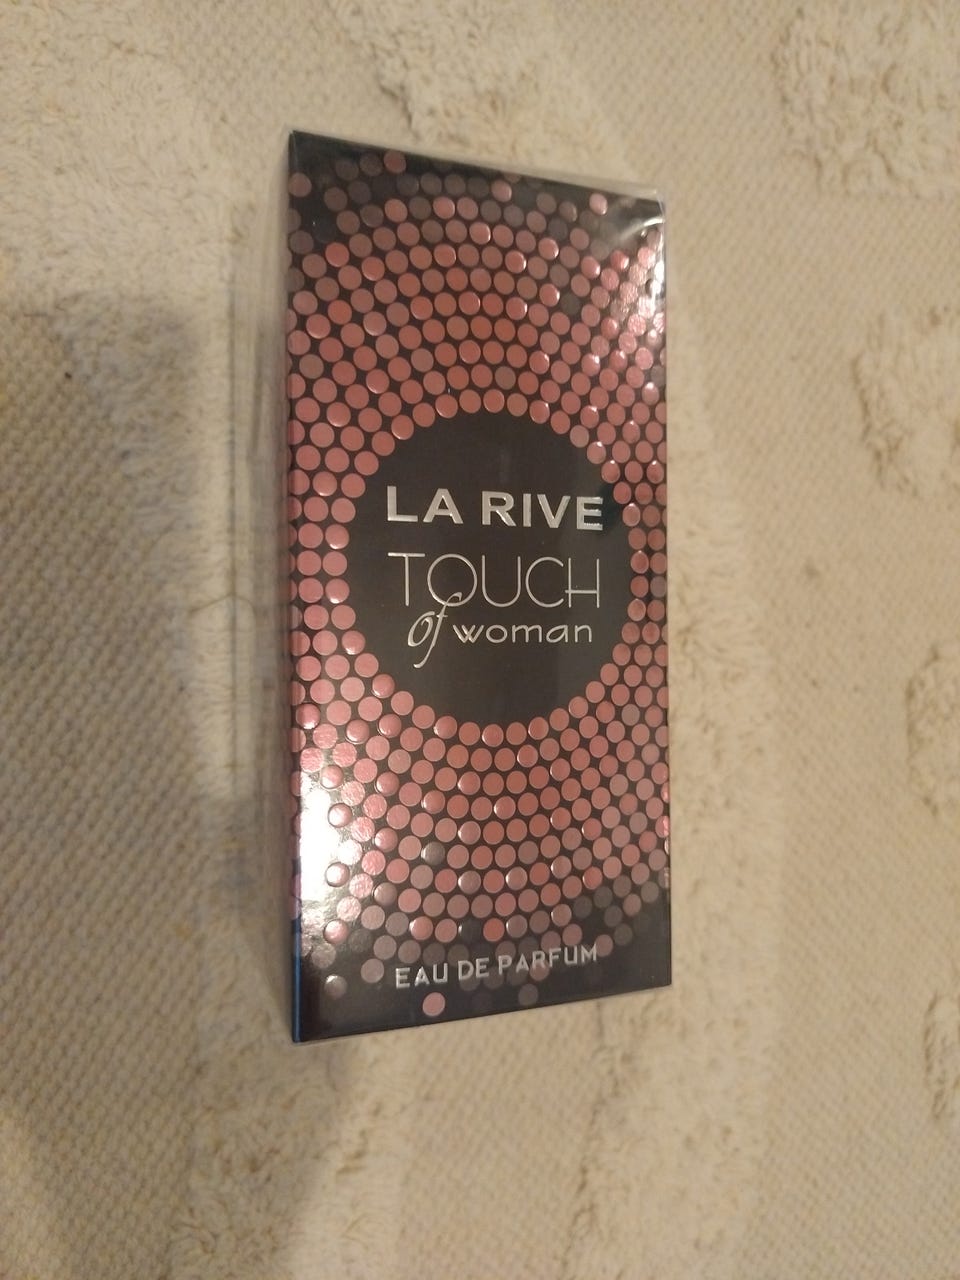 LA RIVE
TOUCH
of woman
EAU DE PARFUM